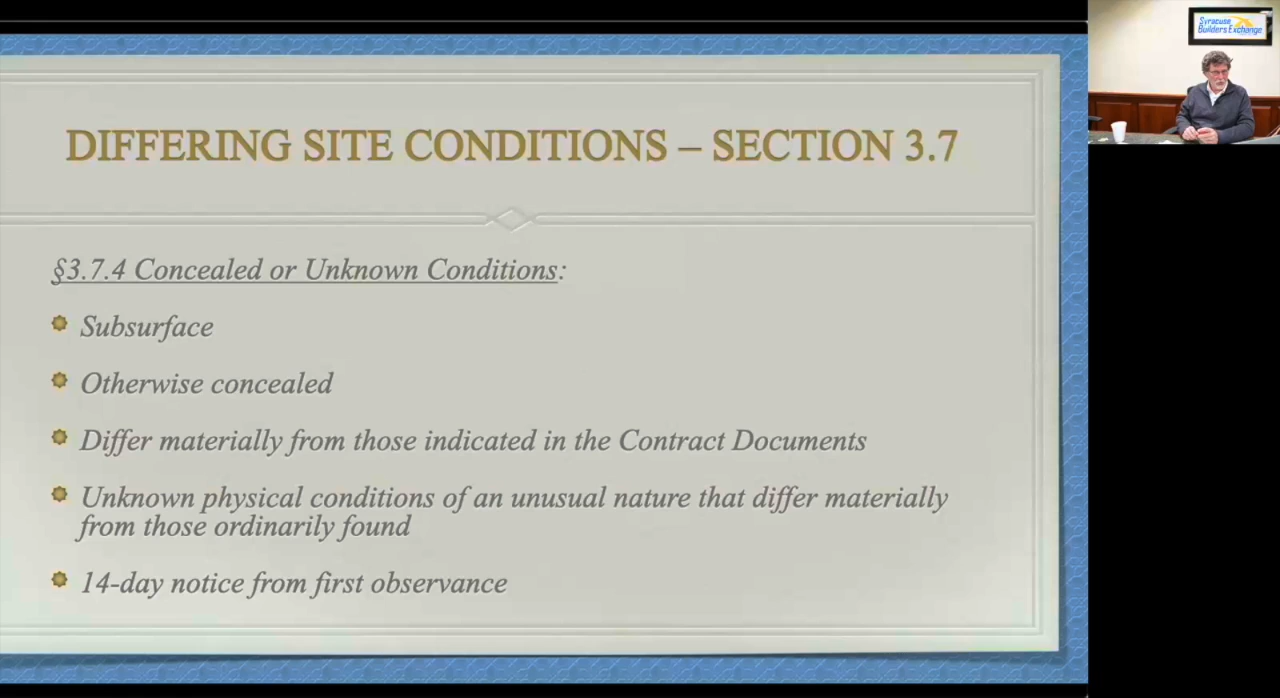 DIFFERING SITE CONDITIONS – SECTION 3.7
§3.7.4 Concealed or Unknown Conditions:
Subsurface
Otherwise concealed
Differ materially from those indicated in the Contract Documents
Unknown physical conditions of an unusual nature that differ materially
from those ordinarily found
14-day notice from first observance
Syracuse
Builders Exchange